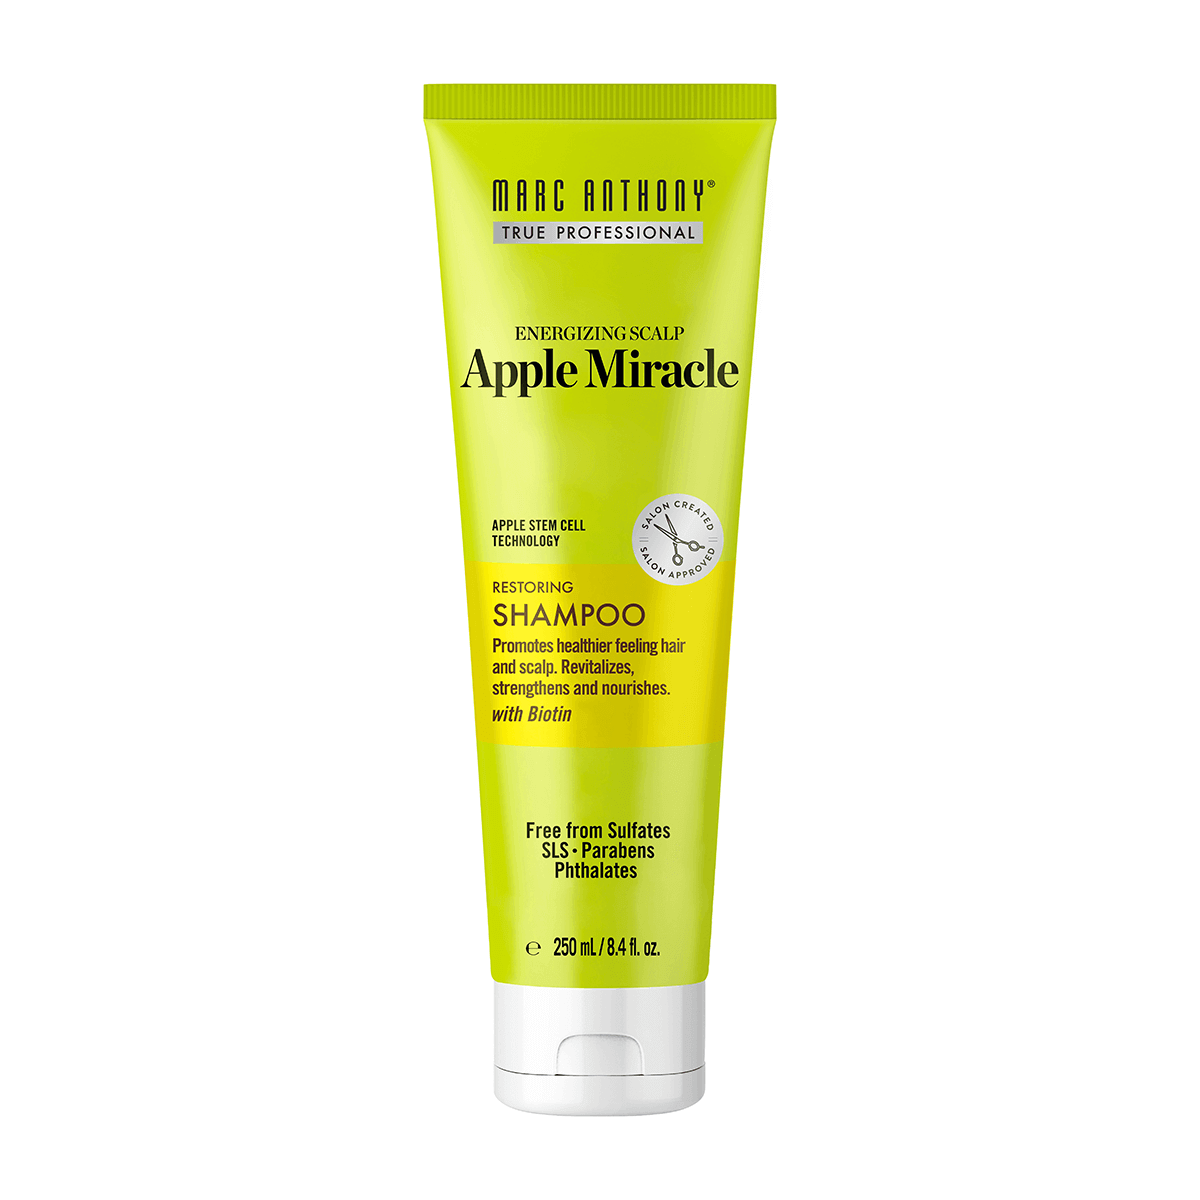 MARC ANTHONY®
TRUE PROFESSIONAL
ENERGIZING SCALP
Apple Miracle
SALON CREATED
SALON APPROVED
APPLE STEM CELL
TECHNOLOGY
RESTORING
SHAMPOO
Promotes healthier feeling hair
and scalp. Revitalizes,
strengthens and nourishes.
with Biotin
Free from Sulfates
SLS • Parabens
Phthalates
℮ 250 mL / 8.4 fl. oz.